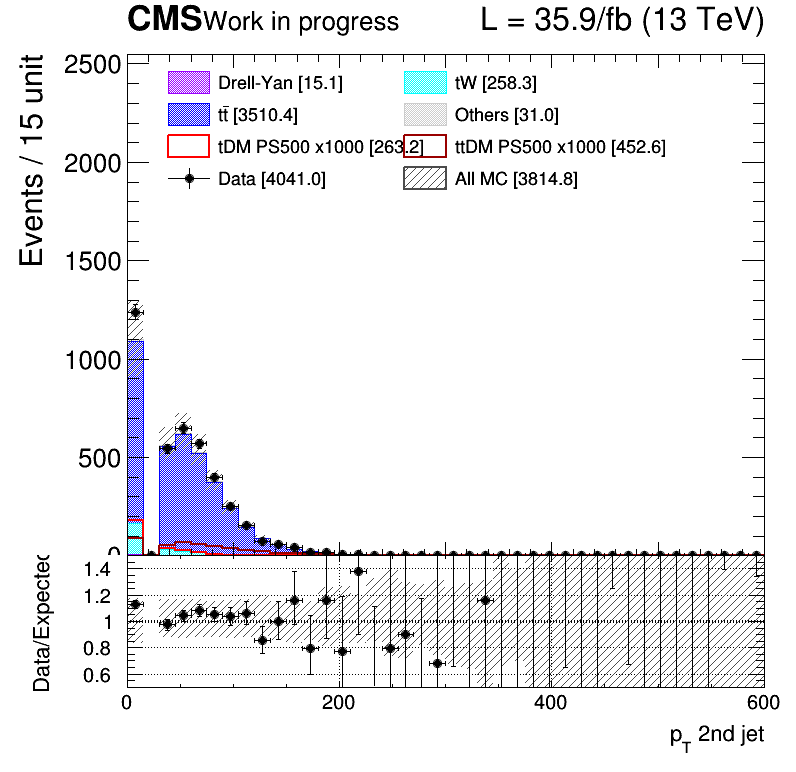 CMS Work in progress L = 35.9/fb (13 TeV)
Events / 15 unit
2500
2000
1500
1000
500
0
Drell-Yan [15.1] tW [258.3]
tt̄ [3510.4] Others [31.0]
tDM PS500 x1000 [263.2] ttDM PS500 x1000 [452.6]
Data [4041.0] All MC [3814.8]
Data/Expected
1.4
1.2
1
0.8
0.6
0 200 400 600
pT 2nd jet